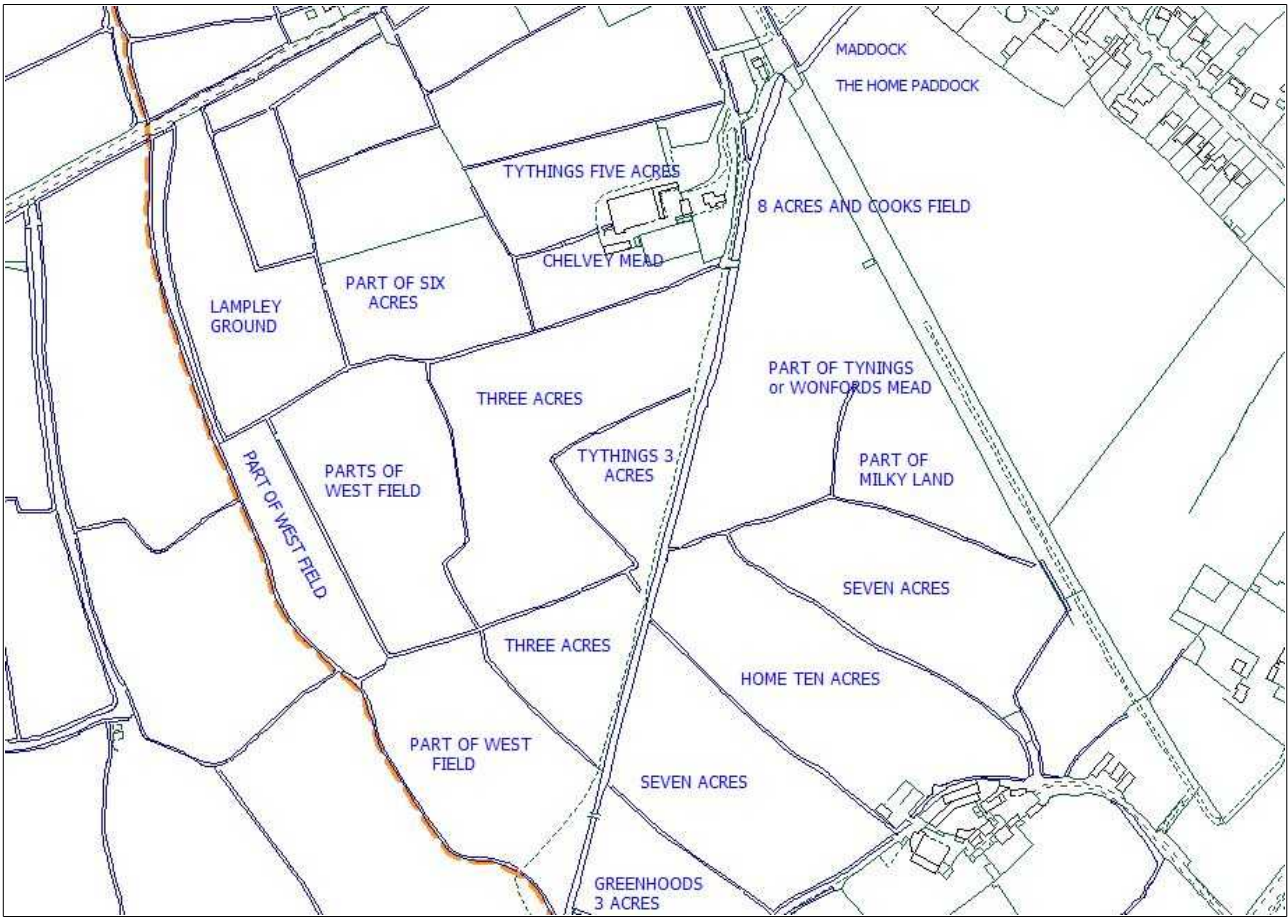 MADDOCK
THE HOME PADDOCK
TYTHINGS FIVE ACRES
8 ACRES AND COOKS FIELD
CHELVEY MEAD
PART OF SIX
ACRES
LAMPLEY
GROUND
PART OF TYNINGS
or WONFORDS MEAD
THREE ACRES
TYTHINGS 3
ACRES
PART OF
MILKY LAND
PARTS OF
WEST FIELD
PART OF WEST FIELD
SEVEN ACRES
THREE ACRES
HOME TEN ACRES
PART OF WEST
FIELD
SEVEN ACRES
GREENHOODS
3 ACRES